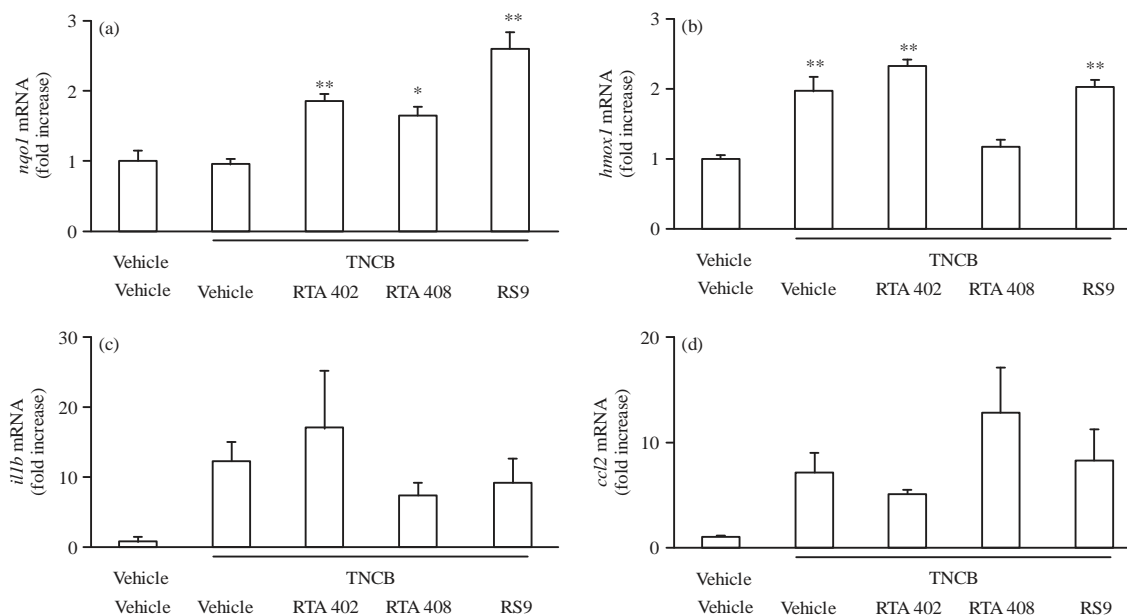 (a)
nqo1 mRNA
(fold increase)
3
2
1
0
**
*
**
Vehicle
TNCB
Vehicle
Vehicle
RTA 402
RTA 408
RS9
(b)
hmox1 mRNA
(fold increase)
3
2
1
0
**
**
**
Vehicle
TNCB
Vehicle
Vehicle
RTA 402
RTA 408
RS9
(c)
il1b mRNA
(fold increase)
30
20
10
0
Vehicle
TNCB
Vehicle
Vehicle
RTA 402
RTA 408
RS9
(d)
ccl2 mRNA
(fold increase)
20
10
0
Vehicle
TNCB
Vehicle
Vehicle
RTA 402
RTA 408
RS9